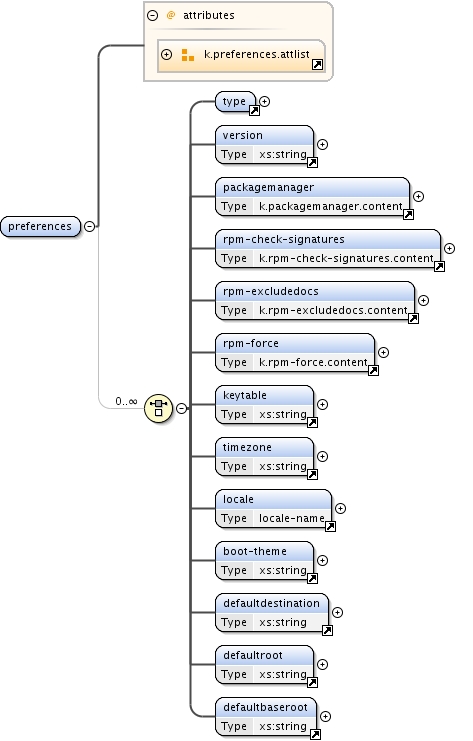 @ attributes
k.preferences.attlist
type
version
Type xs:string
packagemanager
Type k.packagemanager.content
preferences
rpm-check-signatures
Type k.rpm-check-signatures.content
rpm-excludedocs
Type k.rpm-excludedocs.content
rpm-force
Type k.rpm-force.content
0..∞
keytable
Type xs:string
timezone
Type xs:string
locale
Type locale-name
boot-theme
Type xs:string
defaultdestination
Type xs:string
defaultroot
Type xs:string
defaultbaseroot
Type xs:string